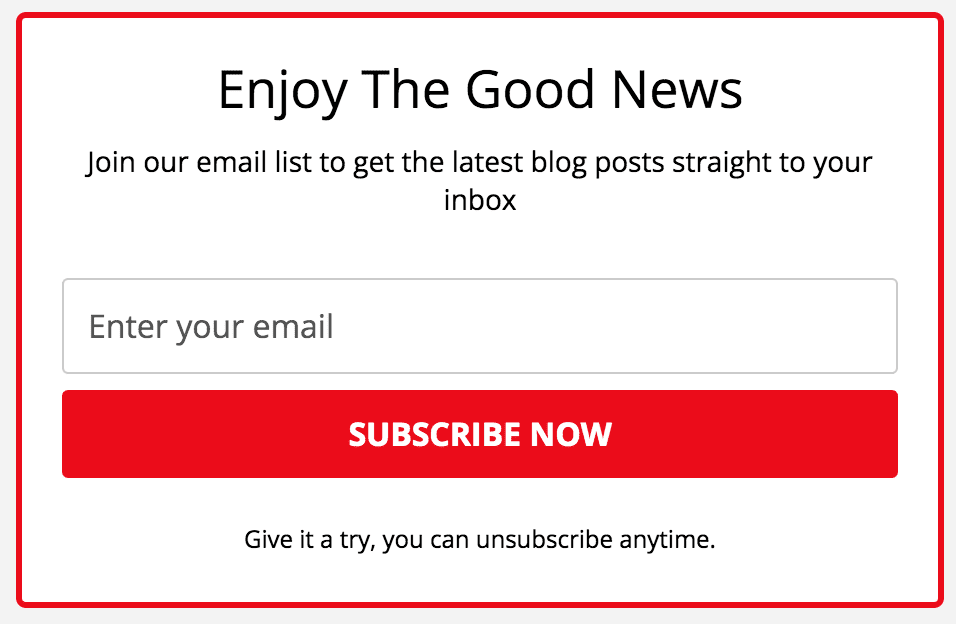 Enjoy The Good News
Join our email list to get the latest blog posts straight to your
inbox
Enter your email
SUBSCRIBE NOW
Give it a try, you can unsubscribe anytime.